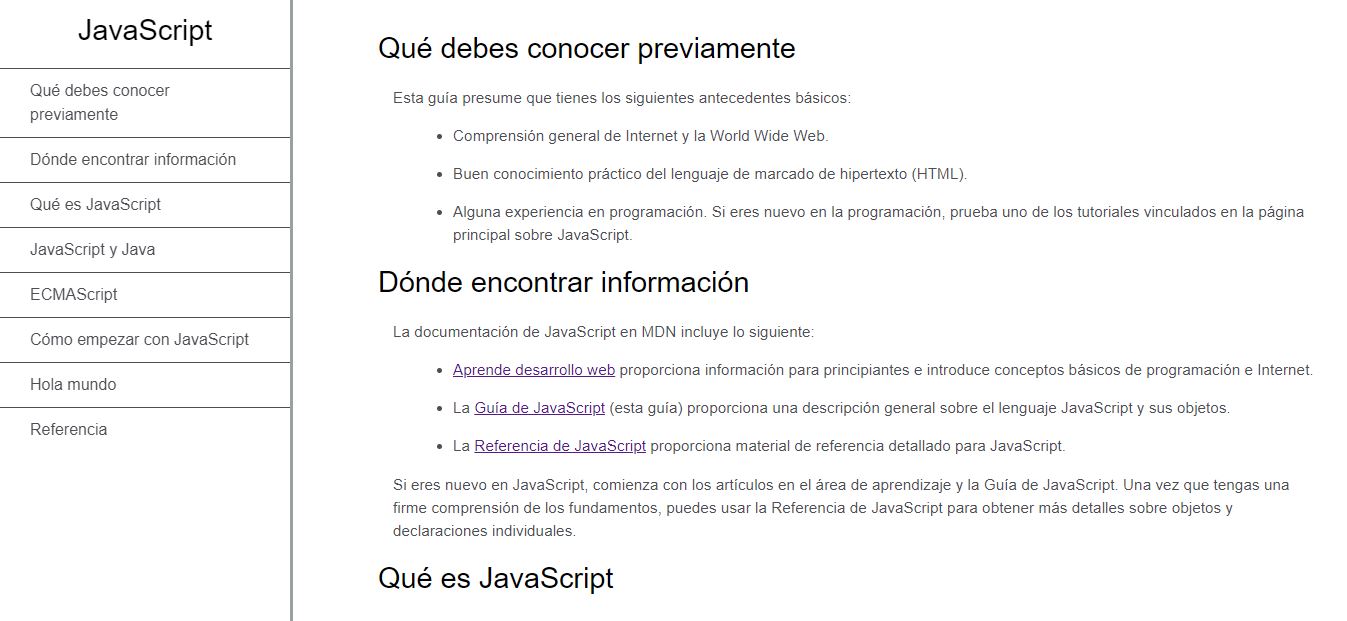 JavaScript
Qué debes conocer
previamente
Dónde encontrar información
Qué es JavaScript
JavaScript y Java
ECMAScript
Cómo empezar con JavaScript
Hola mundo
Referencia
Qué debes conocer previamente
Esta guía presume que tienes los siguientes antecedentes básicos:
• Comprensión general de Internet y la World Wide Web.
• Buen conocimiento práctico del lenguaje de marcado de hipertexto (HTML).
• Alguna experiencia en programación. Si eres nuevo en la programación, prueba uno de los tutoriales vinculados en la página
principal sobre JavaScript.
Dónde encontrar información
La documentación de JavaScript en MDN incluye lo siguiente:
• Aprende desarrollo web proporciona información para principiantes e introduce conceptos básicos de programación e Internet.
• La Guía de JavaScript (esta guía) proporciona una descripción general sobre el lenguaje JavaScript y sus objetos.
• La Referencia de JavaScript proporciona material de referencia detallado para JavaScript.
Si eres nuevo en JavaScript, comienza con los artículos en el área de aprendizaje y la Guía de JavaScript. Una vez que tengas una
firme comprensión de los fundamentos, puedes usar la Referencia de JavaScript para obtener más detalles sobre objetos y
declaraciones individuales.
Qué es JavaScript